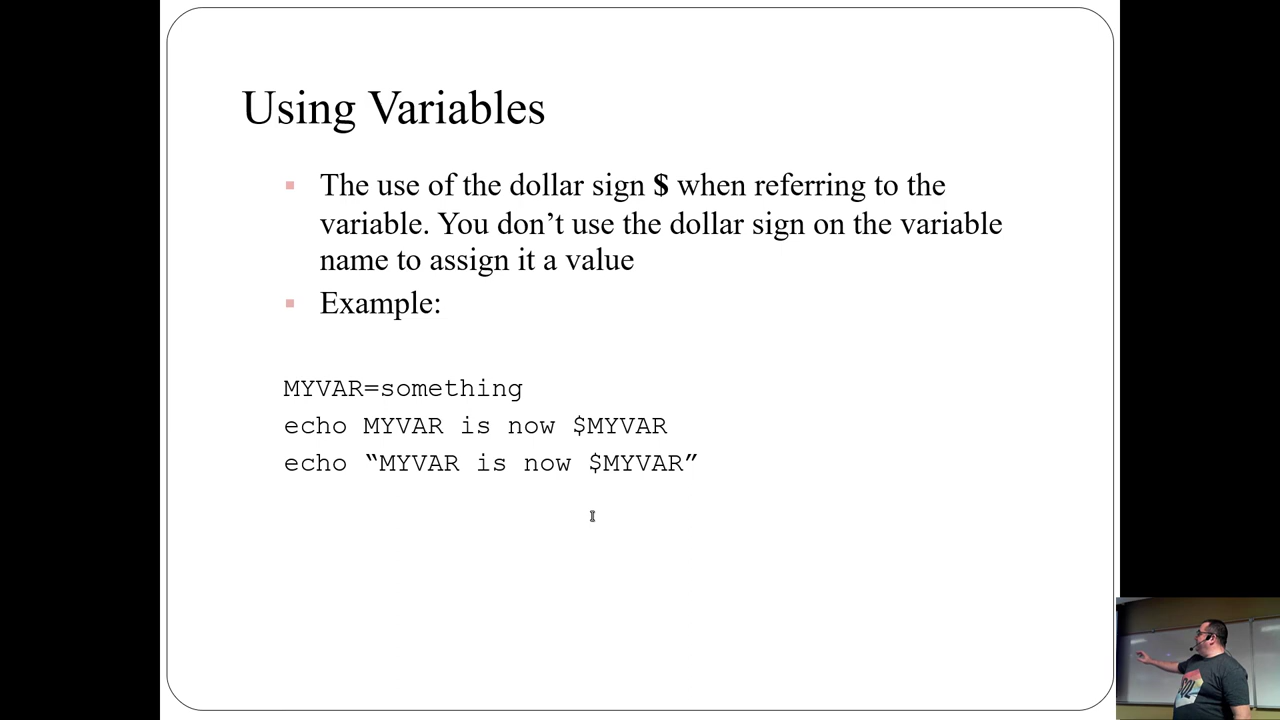 Using Variables
The use of the dollar sign $ when referring to the
variable. You don’t use the dollar sign on the variable
name to assign it a value
Example:
MYVAR=something
echo MYVAR is now $MYVAR
echo “MYVAR is now $MYVAR”